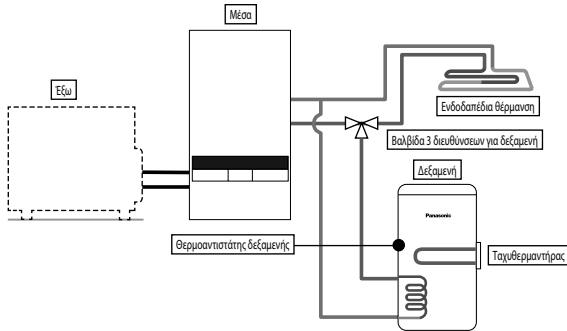 Μέσα
Έξω
Ενδοδαπέδια θέρμανση
Βαλβίδα 3 διευθύνσεων για δεξαμενή
Δεξαμενή
Panasonic
Θερμοαντιστάτης δεξαμενής
Ταχυθερμαντήρας